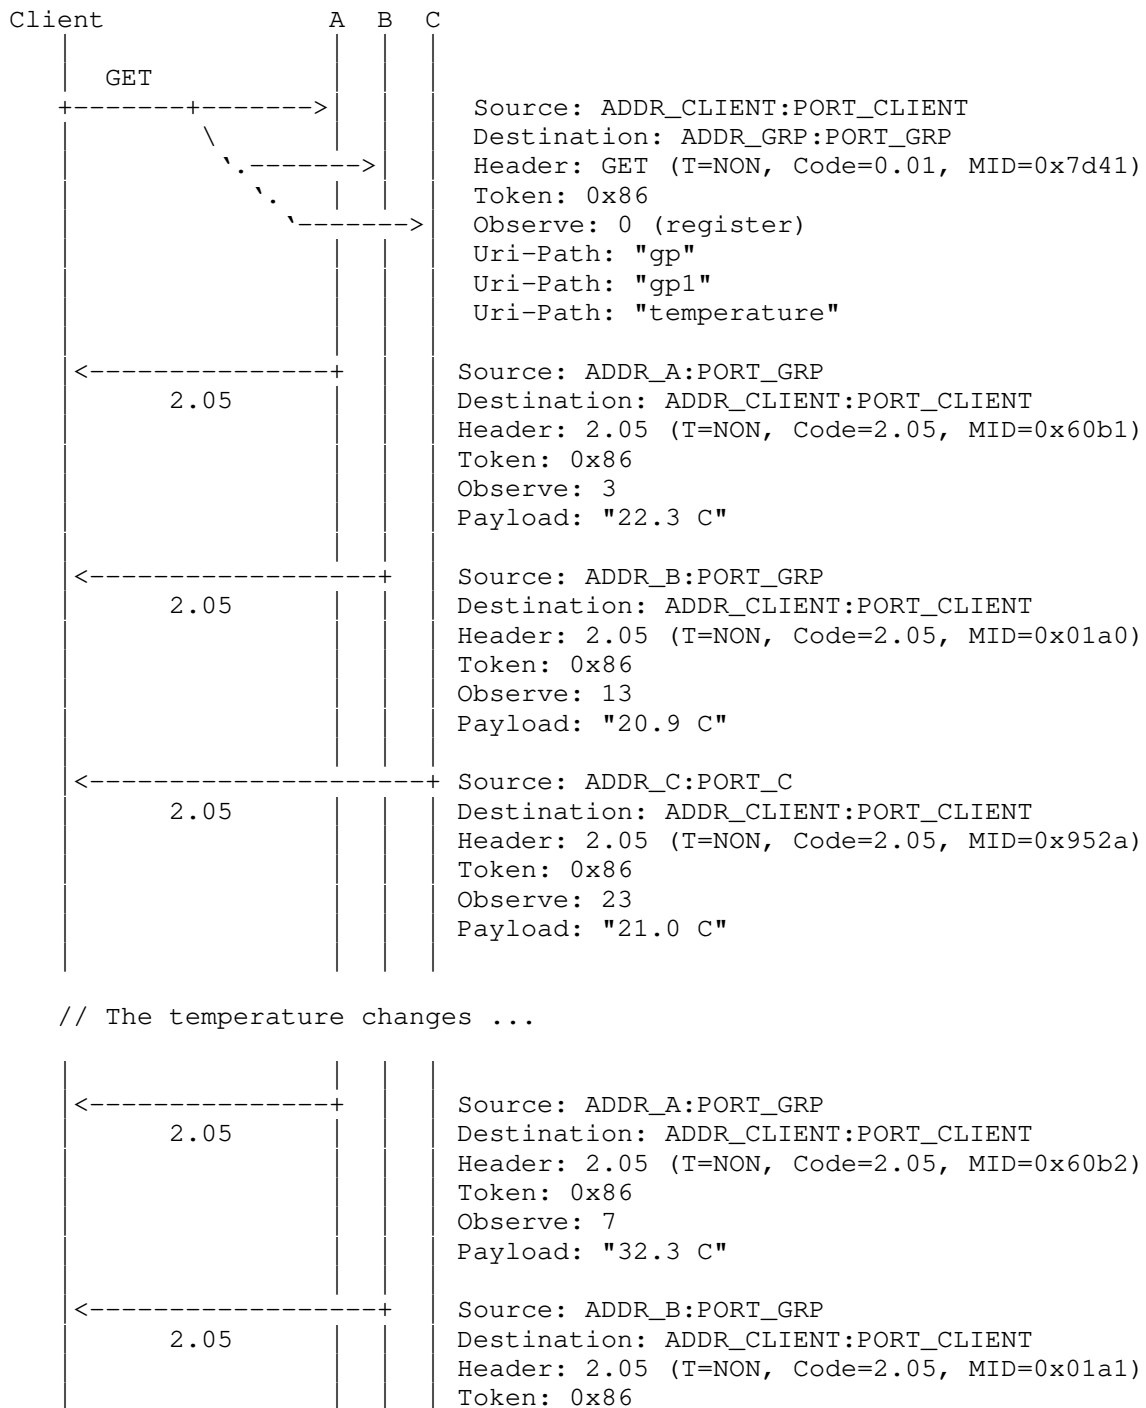 Client A B C
GET
Source: ADDR_CLIENT:PORT_CLIENT
Destination: ADDR_GRP:PORT_GRP
Header: GET (T=NON, Code=0.01, MID=0x7d41)
Token: 0x86
Observe: 0 (register)
Uri-Path: "gp"
Uri-Path: "gp1"
Uri-Path: "temperature"
Source: ADDR_A:PORT_GRP
2.05 Destination: ADDR_CLIENT:PORT_CLIENT
Header: 2.05 (T=NON, Code=2.05, MID=0x60b1)
Token: 0x86
Observe: 3
Payload: "22.3 C"
Source: ADDR_B:PORT_GRP
2.05 Destination: ADDR_CLIENT:PORT_CLIENT
Header: 2.05 (T=NON, Code=2.05, MID=0x01a0)
Token: 0x86
Observe: 13
Payload: "20.9 C"
Source: ADDR_C:PORT_C
2.05 Destination: ADDR_CLIENT:PORT_CLIENT
Header: 2.05 (T=NON, Code=2.05, MID=0x952a)
Token: 0x86
Observe: 23
Payload: "21.0 C"
// The temperature changes ...
Source: ADDR_A:PORT_GRP
2.05 Destination: ADDR_CLIENT:PORT_CLIENT
Header: 2.05 (T=NON, Code=2.05, MID=0x60b2)
Token: 0x86
Observe: 7
Payload: "32.3 C"
Source: ADDR_B:PORT_GRP
2.05 Destination: ADDR_CLIENT:PORT_CLIENT
Header: 2.05 (T=NON, Code=2.05, MID=0x01a1)
Token: 0x86